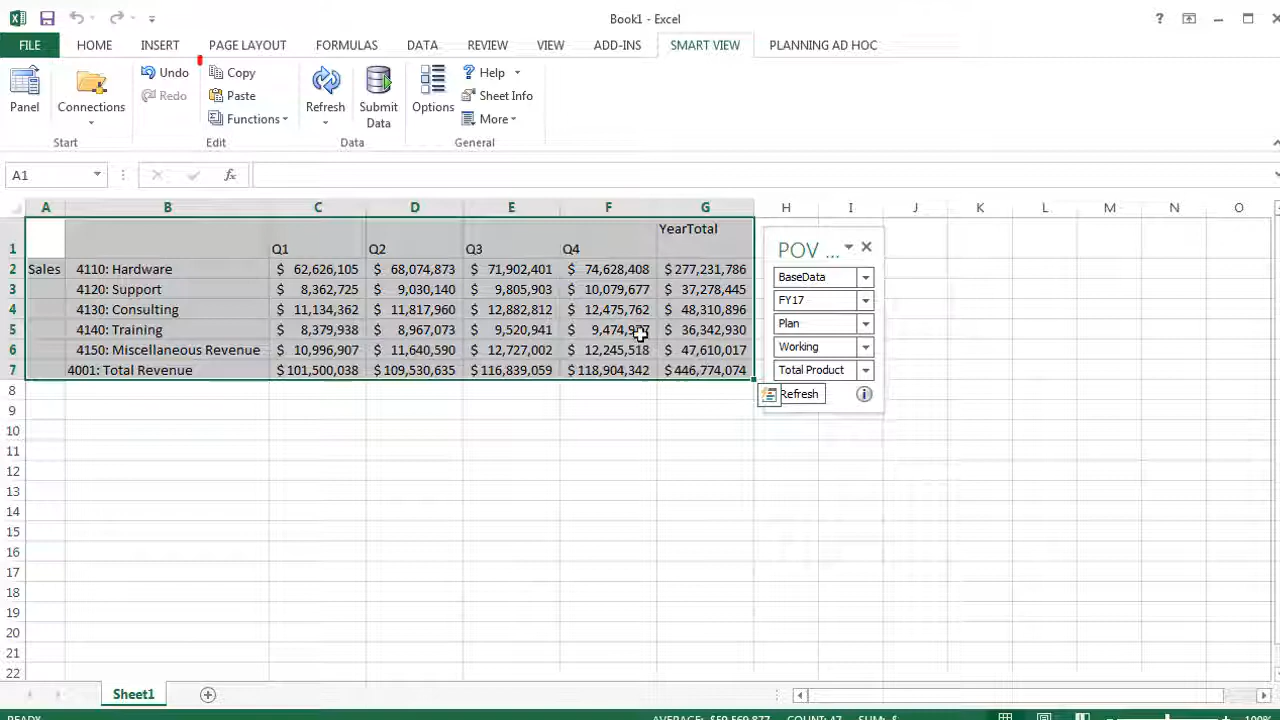 Book1 - Excel
FILE HOME INSERT PAGE LAYOUT FORMULAS DATA REVIEW VIEW ADD-INS SMART VIEW PLANNING AD HOC
Panel
Connections
Undo
Redo
Copy
Paste
Functions
Refresh
Submit
Data
Options
Help
Sheet Info
More
Start Edit Data General
A1 fx
A B C D E F G H I J K L M N O
1 Q1 Q2 Q3 Q4 YearTotal
2 Sales 4110: Hardware $ 62,626,105 $ 68,074,873 $ 71,902,401 $ 74,628,408 $277,231,786
3 4120: Support $ 8,362,725 $ 9,030,140 $ 9,805,903 $ 10,079,677 $ 37,278,445
4 4130: Consulting $ 11,134,362 $ 11,817,960 $ 12,882,812 $ 12,475,762 $ 48,310,896
5 4140: Training $ 8,379,938 $ 8,967,073 $ 9,520,941 $ $ 36,342,930
6 4150: Miscellaneous Revenue $ 10,996,907 $ 11,640,590 $ 12,727,002 $ 12,245,518 $ 47,610,017
7 4001: Total Revenue $101,500,038 $109,530,635 $116,839,059 $118,904,342 $446,774,074
8
9
10
11
12
13
14
15
16
17
18
19
20
21
22
POV ...
BaseData
FY17
Plan
Working
Total Product
Refresh
Sheet1
READY AVERAGE: $59,569,877 COUNT: 47 SUM: $ 100%